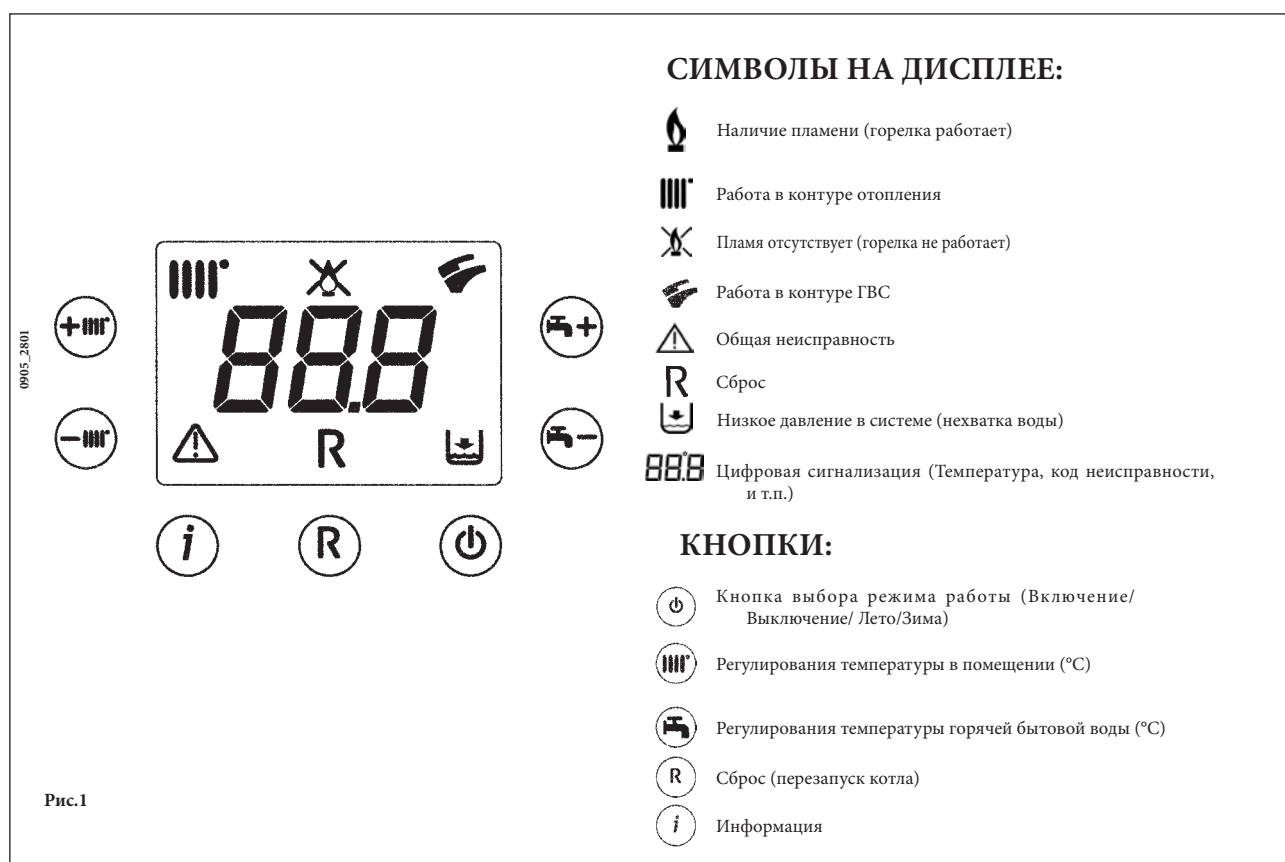 СИМВОЛЫ НА ДИСПЛЕЕ:
Наличие пламени (горелка работает)
Работа в контуре отопления
Пламя отсутствует (горелка не работает)
Работа в контуре ГВС
Общая неисправность
R Сброс
Низкое давление в системе (нехватка воды)
88.8 Цифровая сигнализация (Температура, код неисправности,
и т.п.)
КНОПКИ:
Кнопка выбора режима работы (Включение/
Выключение/ Лето/Зима)
Регулирования температуры в помещении (°C)
Регулирования температуры горячей бытовой воды (°C)
R Сброс (перезапуск котла)
i Информация
0905_2801
+
88.8
+
−
R
−
i
R
Рис.1